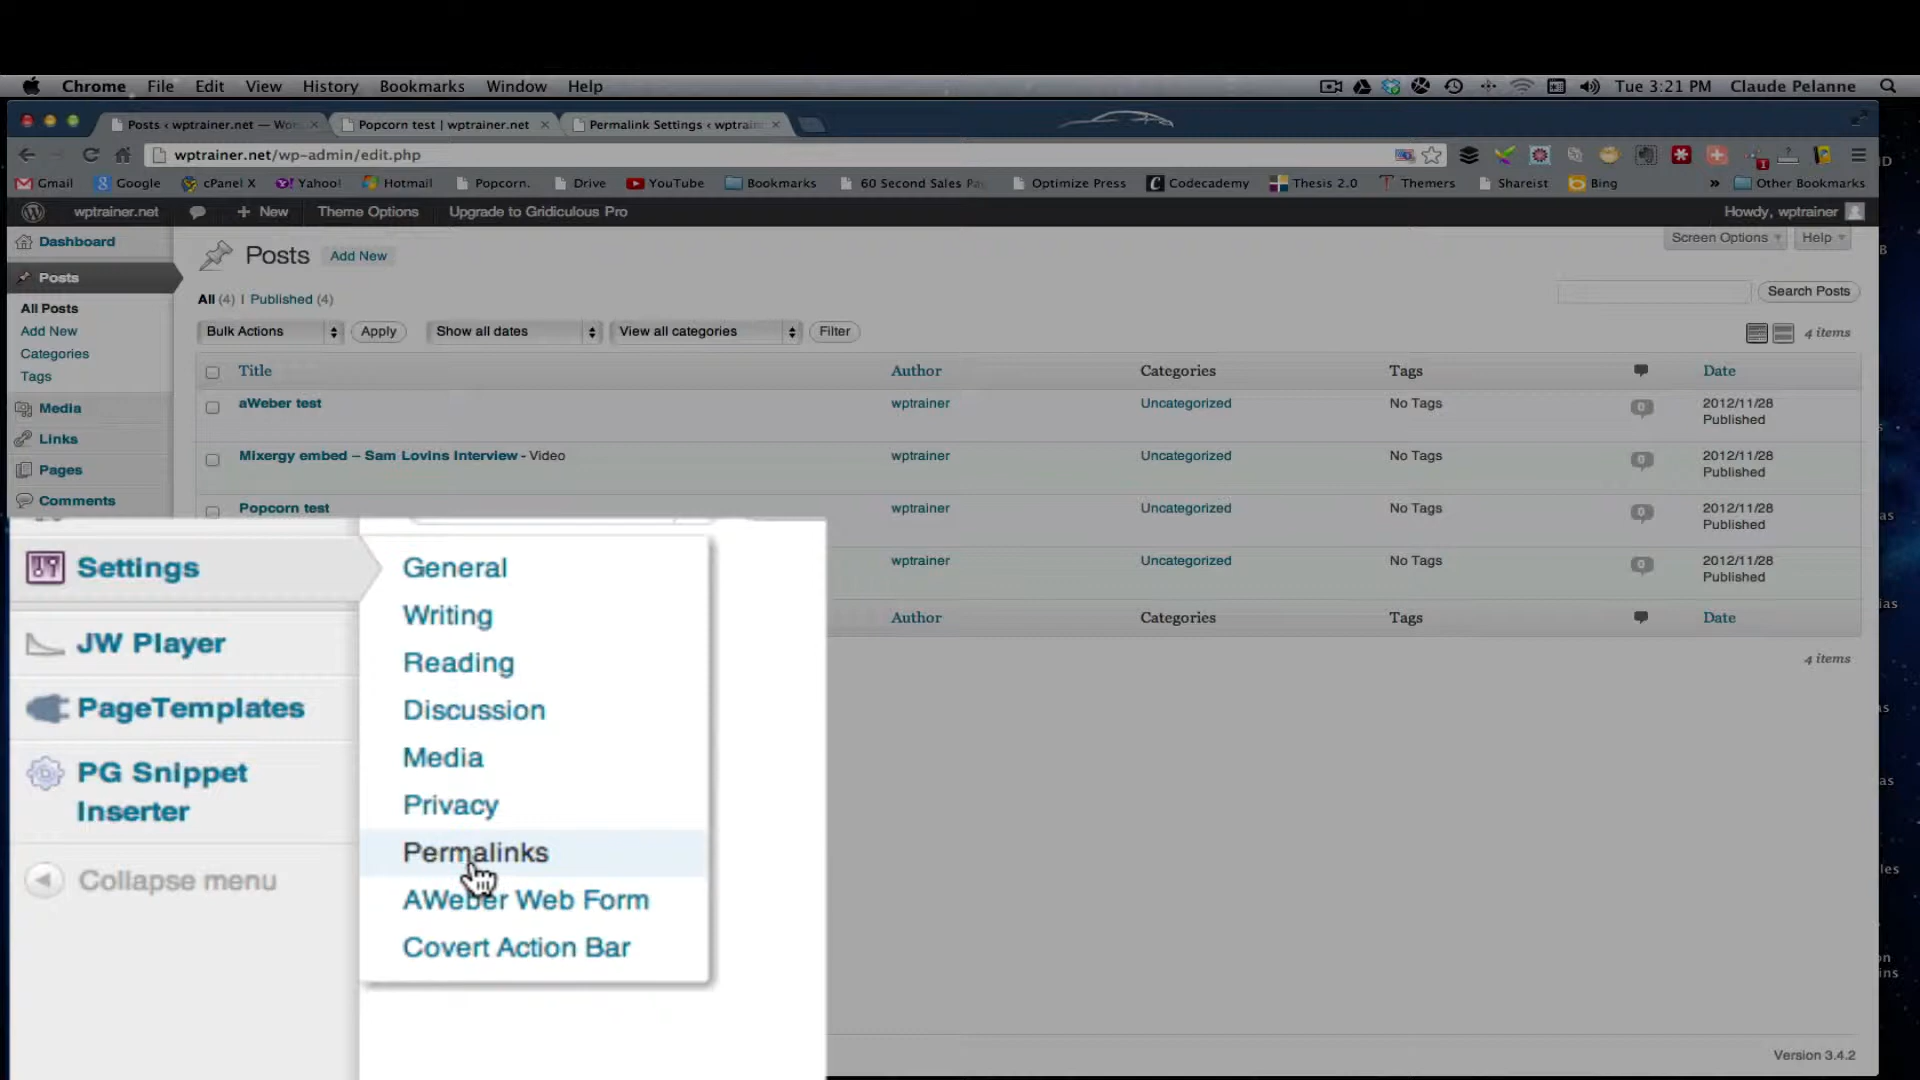 Chrome File Edit View History Bookmarks Window Help Tue 3:21 PM Claude Pelanne
Posts ‹ wptrainer.net — Wor Popcorn test | wptrainer.net Permalink Settings ‹ wptrain
wptrainer.net/wp-admin/edit.php
Gmail Google cPanel X Yahoo! Hotmail Popcorn. Drive YouTube Bookmarks 60 Second Sales Pa Optimize Press Codecademy Thesis 2.0 Themers Shareist Bing » Other Bookmarks
wptrainer.net + New Theme Options Upgrade to Gridiculous Pro Howdy, wptrainer
Dashboard
Posts
All Posts
Add New
Categories
Tags
Media
Links
Pages
Comments
Posts Add New
Screen Options Help
All (4) | Published (4)
Search Posts
Bulk Actions Apply Show all dates View all categories Filter 4 items
Title Author Categories Tags Date
aWeber test wptrainer Uncategorized No Tags 0 2012/11/28
Published
Mixergy embed – Sam Lovins Interview - Video wptrainer Uncategorized No Tags 0 2012/11/28
Published
Popcorn test wptrainer Uncategorized No Tags 0 2012/11/28
Published
wptrainer Uncategorized No Tags 0 2012/11/28
Published
Author Categories Tags Date
4 items
Settings
JW Player
PageTemplates
PG Snippet
Inserter
Collapse menu
General
Writing
Reading
Discussion
Media
Privacy
Permalinks
AWeber Web Form
Covert Action Bar
Version 3.4.2